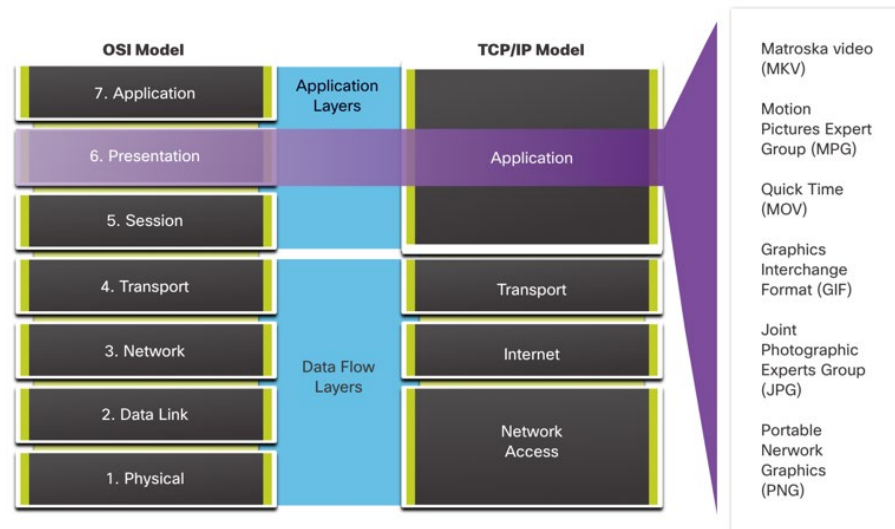 OSI Model
TCP/IP Model
7. Application
6. Presentation
5. Session
4. Transport
3. Network
2. Data Link
1. Physical
Application
Layers
Data Flow
Layers
Application
Transport
Internet
Network
Access
Matroska video
(MKV)
Motion
Pictures Expert
Group (MPG)
Quick Time
(MOV)
Graphics
Interchange
Format (GIF)
Joint
Photographic
Experts Group
(JPG)
Portable
Nerwork
Graphics
(PNG)